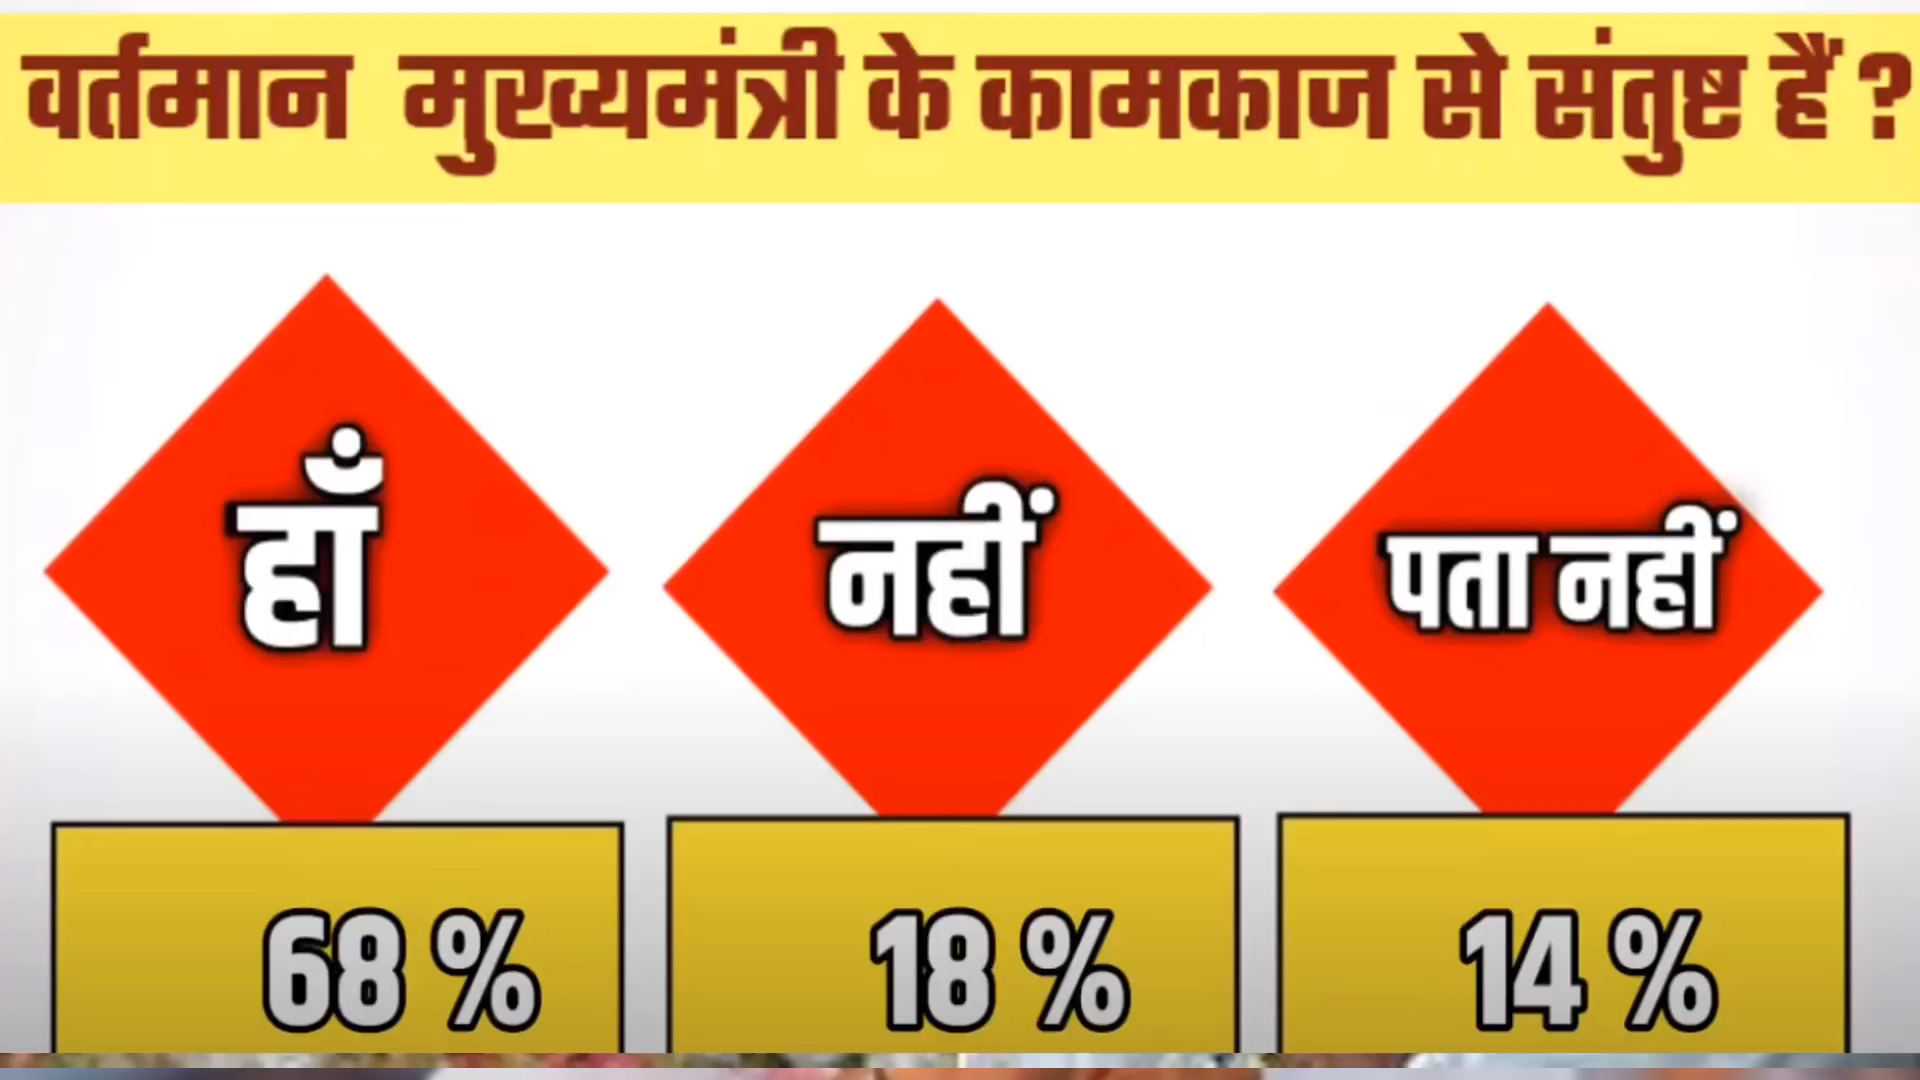 वर्तमान मुख्यमंत्री के कामकाज से संतुष्ट हैं ?
हाँ नहीं पता नहीं
68 % 18 % 14 %